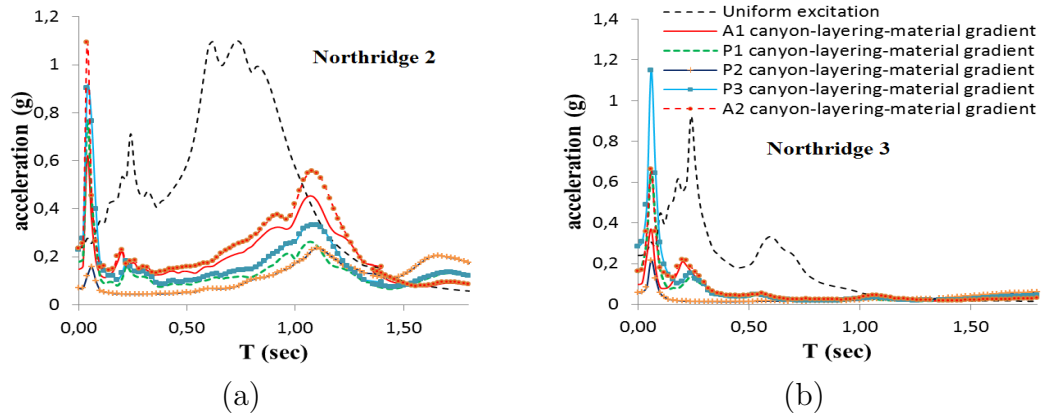 1,2
1
0,8
0,6
0,4
0,2
0
acceleration (g)
Northridge 2
0,00
0,50
1,00
1,50
T (sec)
(a)
1,4
1,2
1
0,8
0,6
0,4
0,2
0
acceleration (g)
Uniform excitation
A1 canyon-layering-material gradient
P1 canyon-layering-material gradient
P2 canyon-layering-material gradient
P3 canyon-layering-material gradient
A2 canyon-layering-material gradient
Northridge 3
0,00
0,50
1,00
1,50
T (sec)
(b)